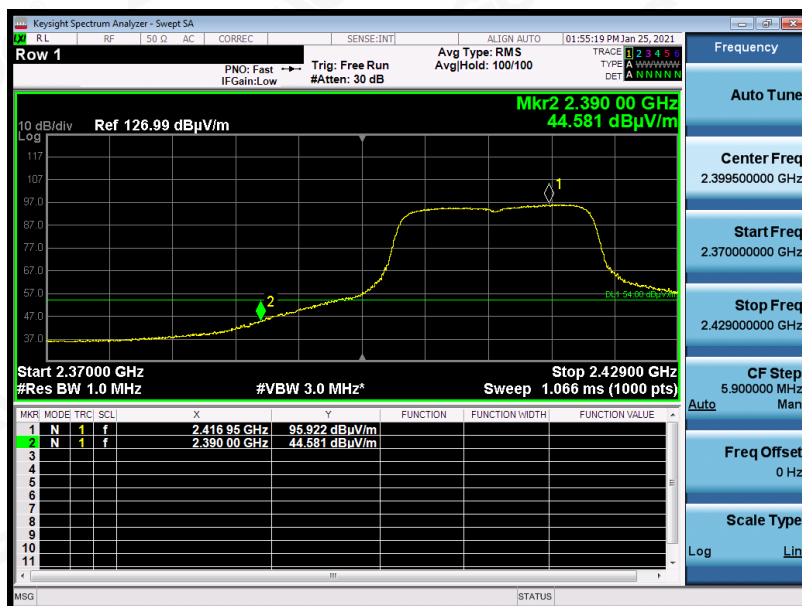 Keysight Spectrum Analyzer - Swept SA
LXI RL RF 50 Ω AC CORREC SENSE:INT ALIGN AUTO 01:55:19 PM Jan 25, 2021
Row 1
PNO: Fast
IFGain:Low
Trig: Free Run
#Atten: 30 dB
Avg Type: RMS
Avg|Hold: 100/100
TRACE 1 2 3 4 5 6
TYPE A WWWWW
DET A N N N N N
Mkr2 2.390 00 GHz
44.581 dBµV/m
10 dB/div Ref 126.99 dBµV/m
Log
117
107
97.0
87.0
77.0
67.0
57.0
47.0
37.0
1
2
DL1 54.00 dBµV/m
Start 2.37000 GHz Stop 2.42900 GHz
#Res BW 1.0 MHz #VBW 3.0 MHz* Sweep 1.066 ms (1000 pts)
MKR MODE TRC SCL X Y FUNCTION FUNCTION WIDTH FUNCTION VALUE
1 N 1 f 2.416 95 GHz 95.922 dBµV/m
2 N 1 f 2.390 00 GHz 44.581 dBµV/m
3
4
5
6
7
8
9
10
11
MSG STATUS
Frequency
Auto Tune
Center Freq
2.399500000 GHz
Start Freq
2.370000000 GHz
Stop Freq
2.429000000 GHz
CF Step
5.900000 MHz
Auto Man
Freq Offset
0 Hz
Scale Type
Log Lin